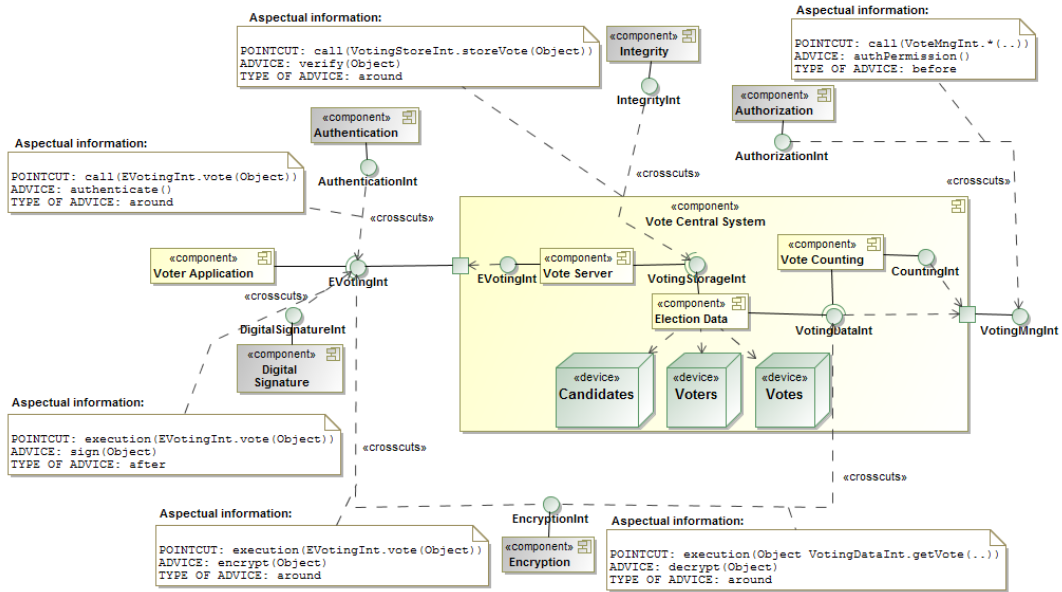 Aspectual information:
POINTCUT: call(VotingStoreInt.storeVote(Object))
ADVICE: verify(Object)
TYPE OF ADVICE: around
«component»
Integrity
IntegrityInt
Aspectual information:
POINTCUT: call(VoteMngInt.*(..))
ADVICE: authPermission()
TYPE OF ADVICE: before
«component»
Authorization
AuthorizationInt
«component»
Authentication
AuthenticationInt
Aspectual information:
POINTCUT: call(EVotingInt.vote(Object))
ADVICE: authenticate()
TYPE OF ADVICE: around
«crosscuts»
«crosscuts»
«crosscuts»
«component»
Vote Central System
«component»
Voter Application
EVotingInt
EVotingInt
«component»
Vote Server
VotingStorageInt
«component»
Vote Counting
CountingInt
«component»
Election Data
VotingDataInt
VotingMngInt
«crosscuts»
DigitalSignatureInt
«component»
Digital
Signature
«device»
Candidates
«device»
Voters
«device»
Votes
Aspectual information:
POINTCUT: execution(EVotingInt.vote(Object))
ADVICE: sign(Object)
TYPE OF ADVICE: after
«crosscuts»
«crosscuts»
Aspectual information:
POINTCUT: execution(EVotingInt.vote(Object))
ADVICE: encrypt(Object)
TYPE OF ADVICE: around
EncryptionInt
«component»
Encryption
Aspectual information:
POINTCUT: execution(Object VotingDataInt.getVote(..))
ADVICE: decrypt(Object)
TYPE OF ADVICE: around